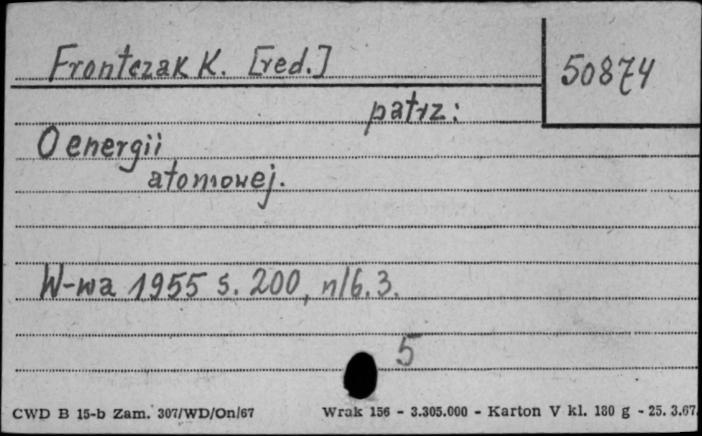 Frontczak K. [red.]
50874
patrz:
O energii
atomowej.
W-wa 1955 s. 200, nlb. 3.
5
CWD B 15-b Zam. 307/WD/On/67 Wrak 156 - 3.305.000 - Karton V kl. 180 g - 25. 3.67